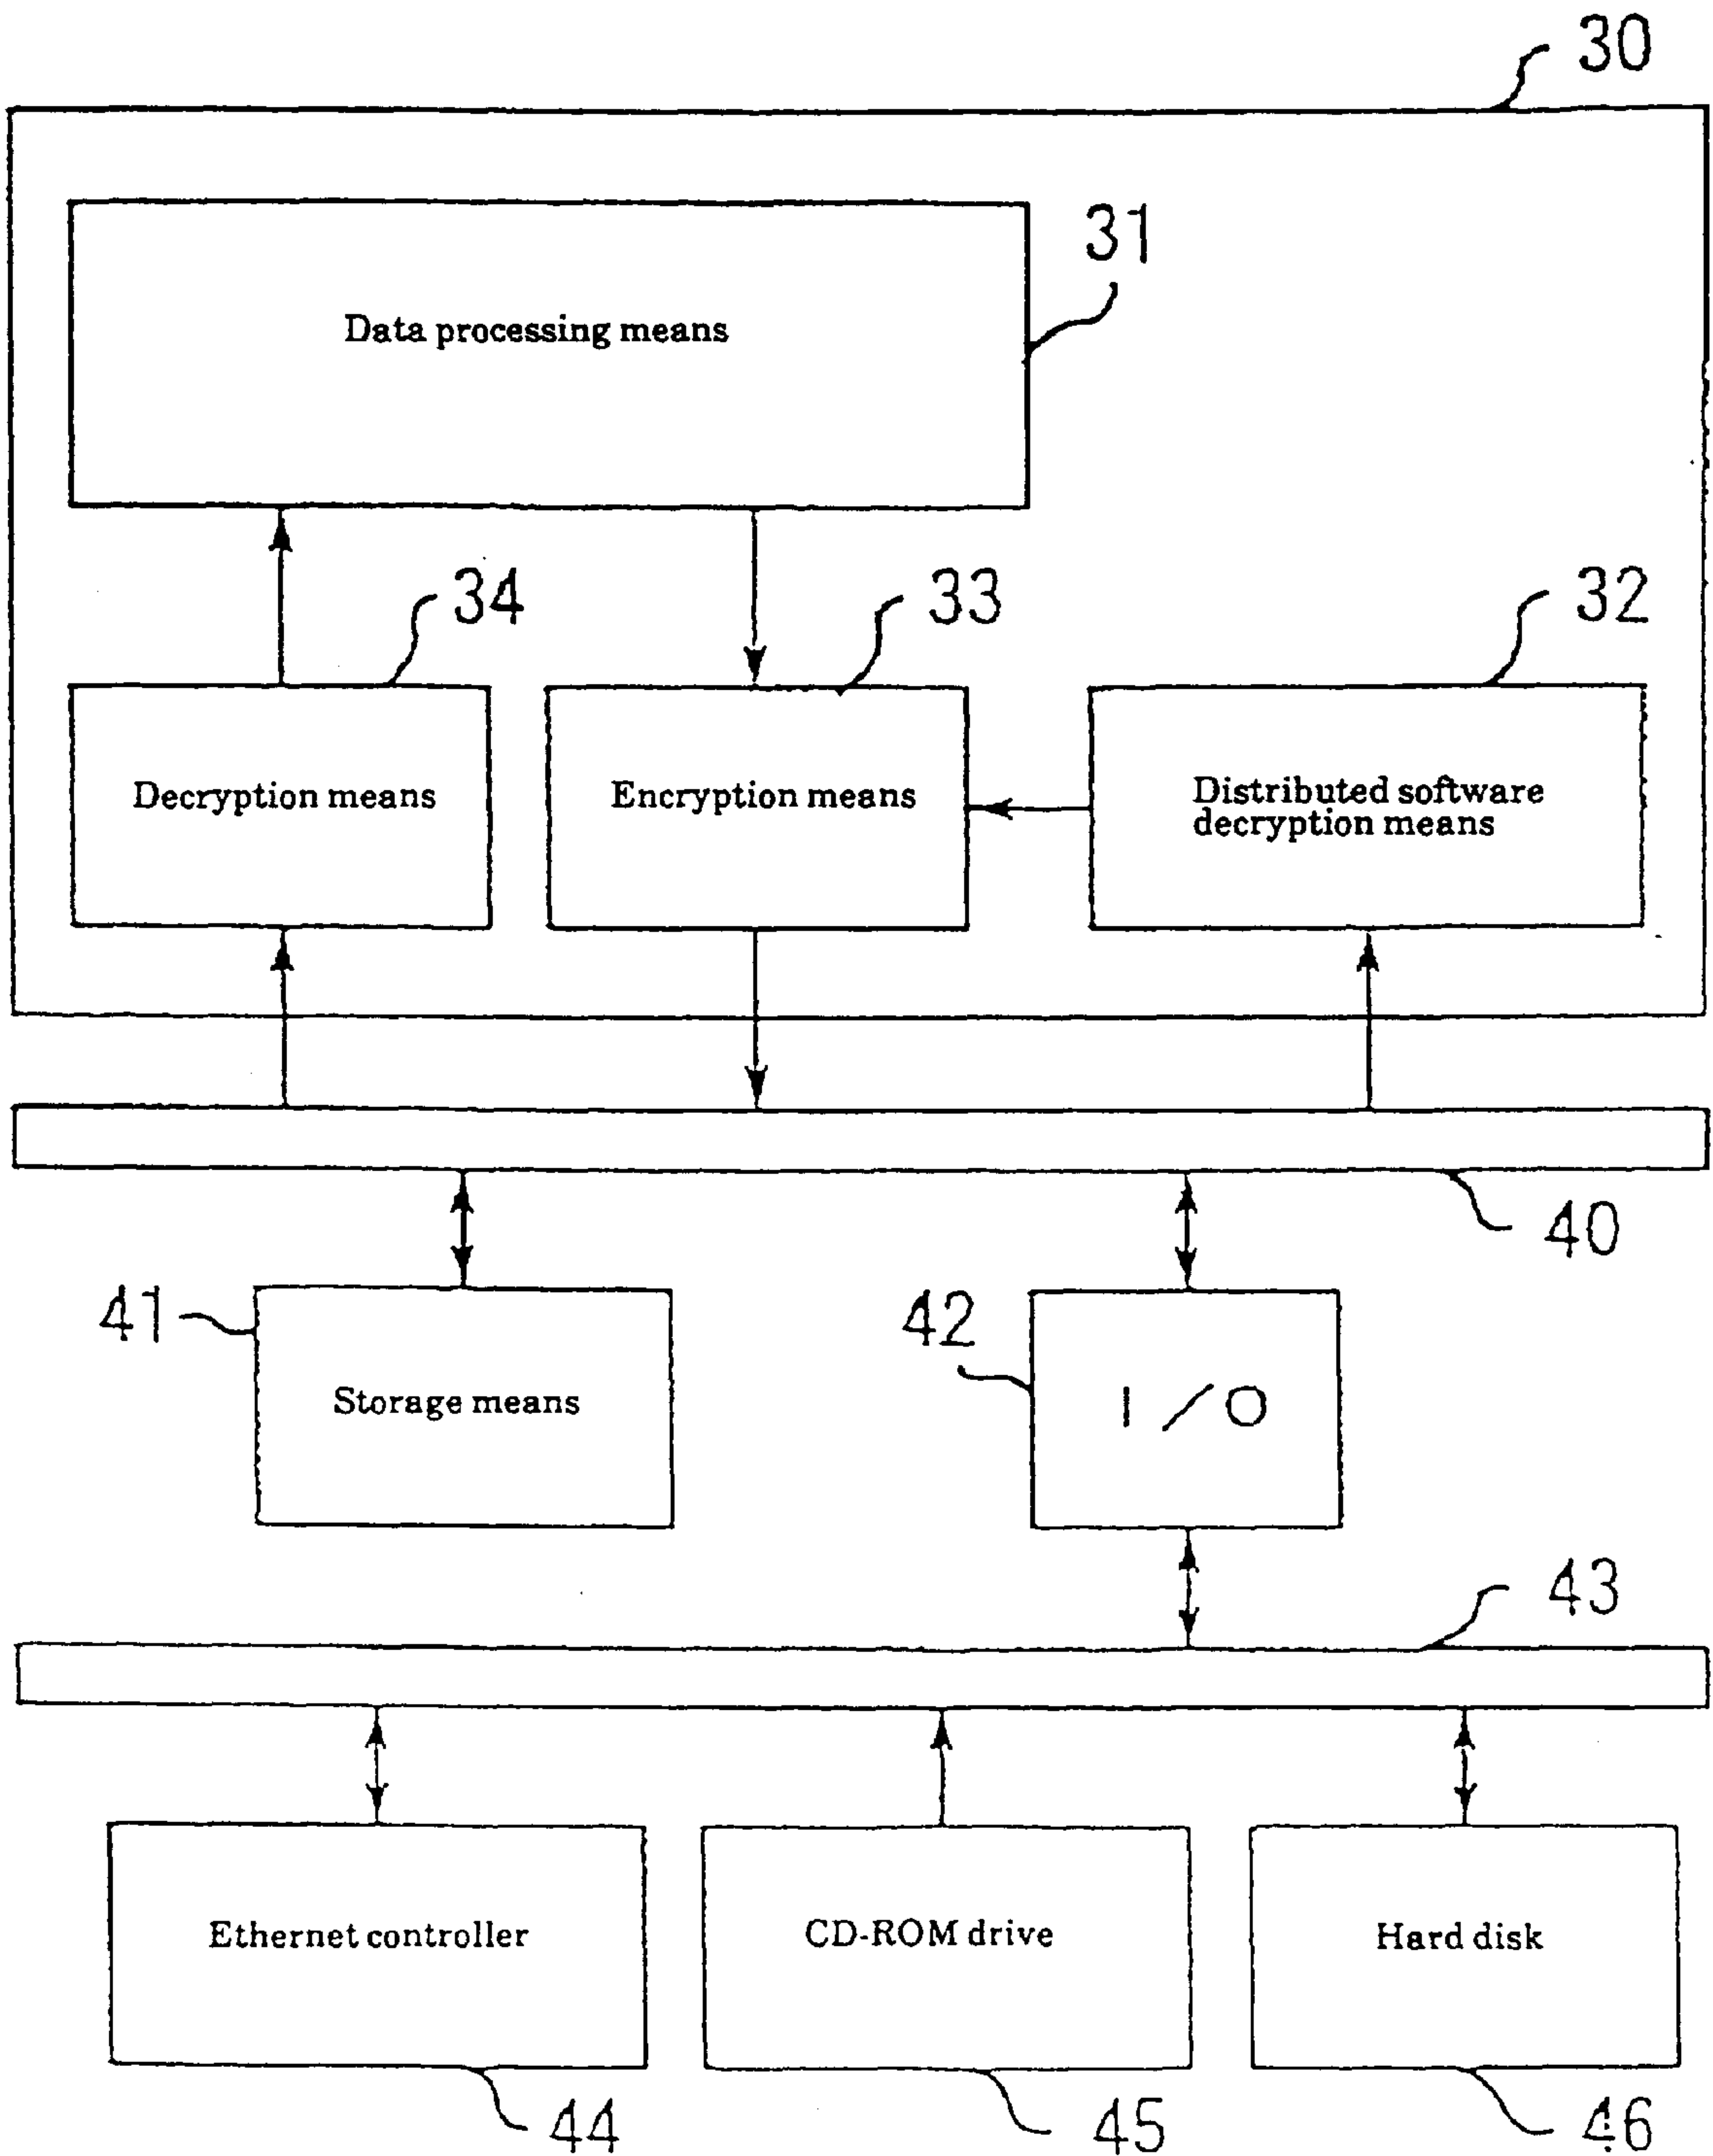 30
31
Data processing means
34
33
32
Decryption means
Encryption means
Distributed software
decryption means
40
41
42
Storage means
I/O
43
Ethernet controller
CD-ROM drive
Hard disk
44
45
46